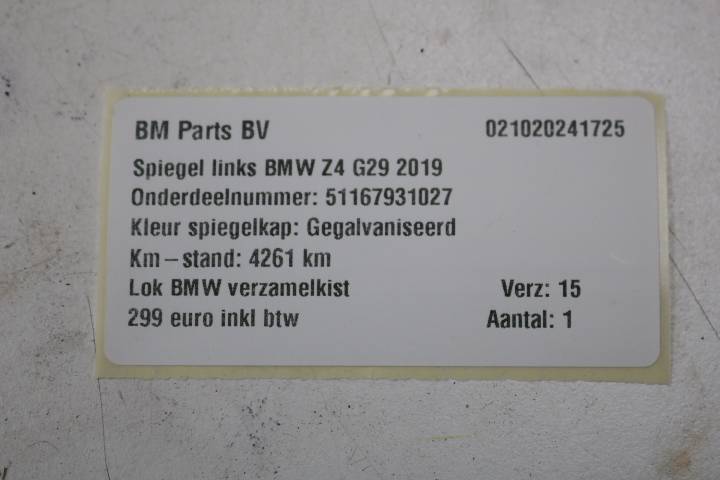 BM Parts BV 021020241725
Spiegel links BMW Z4 G29 2019
Onderdeelnummer: 51167931027
Kleur spiegelkap: Gegalvaniseerd
Km-stand: 4261 km
Lok BMW verzamelkist Verz: 15
299 euro inkl btw Aantal: 1